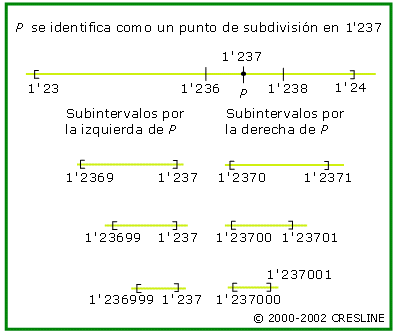 P se identifica como un punto de subdivisión en 1'237
1'237
1'23 1'236 P 1'238 1'24
Subintervalos por
la izquierda de P
Subintervalos por
la derecha de P
1'2369 1'237 1'2370 1'2371
1'23699 1'237 1'23700 1'23701
1'237001
1'236999 1'237 1'237000
© 2000-2002 CRESLINE